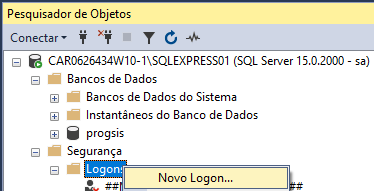 Pesquisador de Objetos
Conectar
CAR0626434W10-1\SQLEXPRESS01 (SQL Server 15.0.2000 - sa)
Bancos de Dados
Bancos de Dados do Sistema
Instantâneos do Banco de Dados
progsis
Segurança
Logons
Novo Logon...